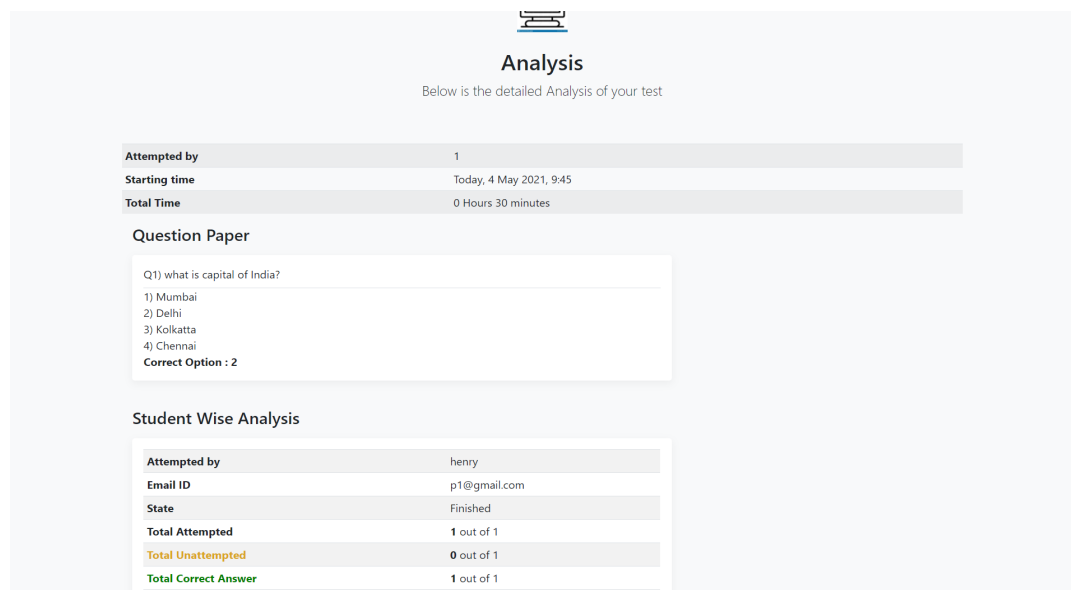 Analysis
Below is the detailed Analysis of your test
Attempted by 1
Starting time Today, 4 May 2021, 9:45
Total Time 0 Hours 30 minutes
Question Paper
Q1) what is capital of India?
1) Mumbai
2) Delhi
3) Kolkatta
4) Chennai
Correct Option : 2
Student Wise Analysis
Attempted by henry
Email ID p1@gmail.com
State Finished
Total Attempted 1 out of 1
Total Unattempted 0 out of 1
Total Correct Answer 1 out of 1